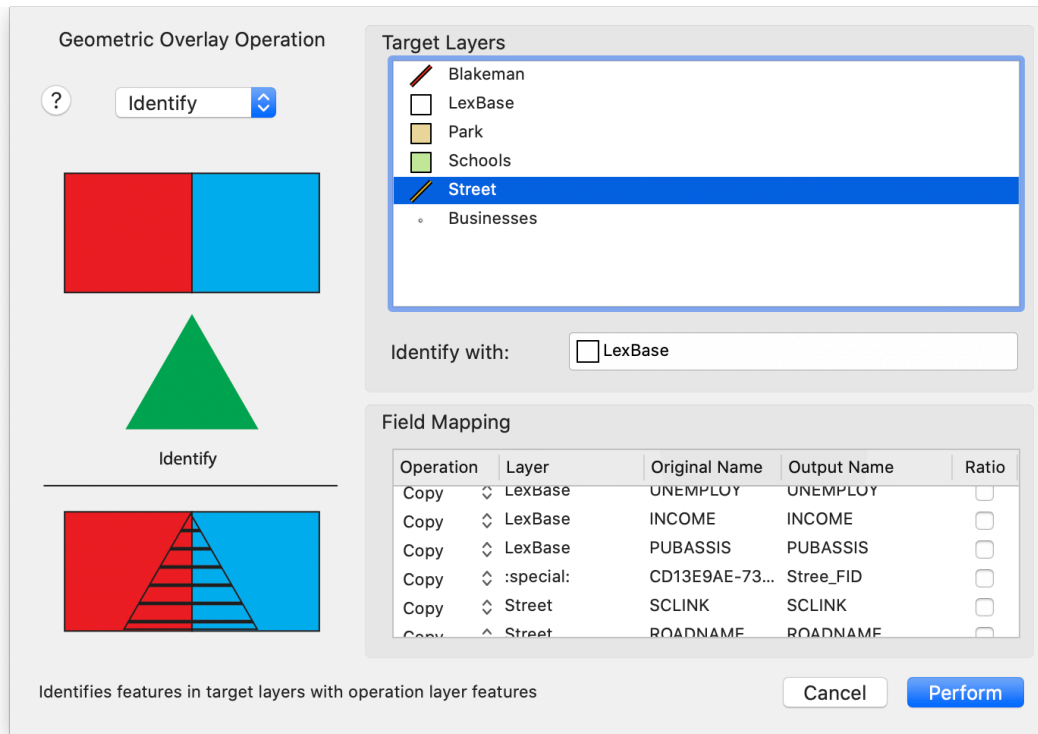 Geometric Overlay Operation
?
Identify
Identify
Identifies features in target layers with operation layer features
Target Layers
Blakeman
LexBase
Park
Schools
Street
Businesses
Identify with: LexBase
Field Mapping
Operation Layer Original Name Output Name Ratio
Copy LexBase UNEMPLOY UNEMPLOY
Copy LexBase INCOME INCOME
Copy LexBase PUBASSIS PUBASSIS
Copy :special: CD13E9AE-73... Stree_FID
Copy Street SCLINK SCLINK
Copy Street ROADNAME ROADNAME
Cancel Perform